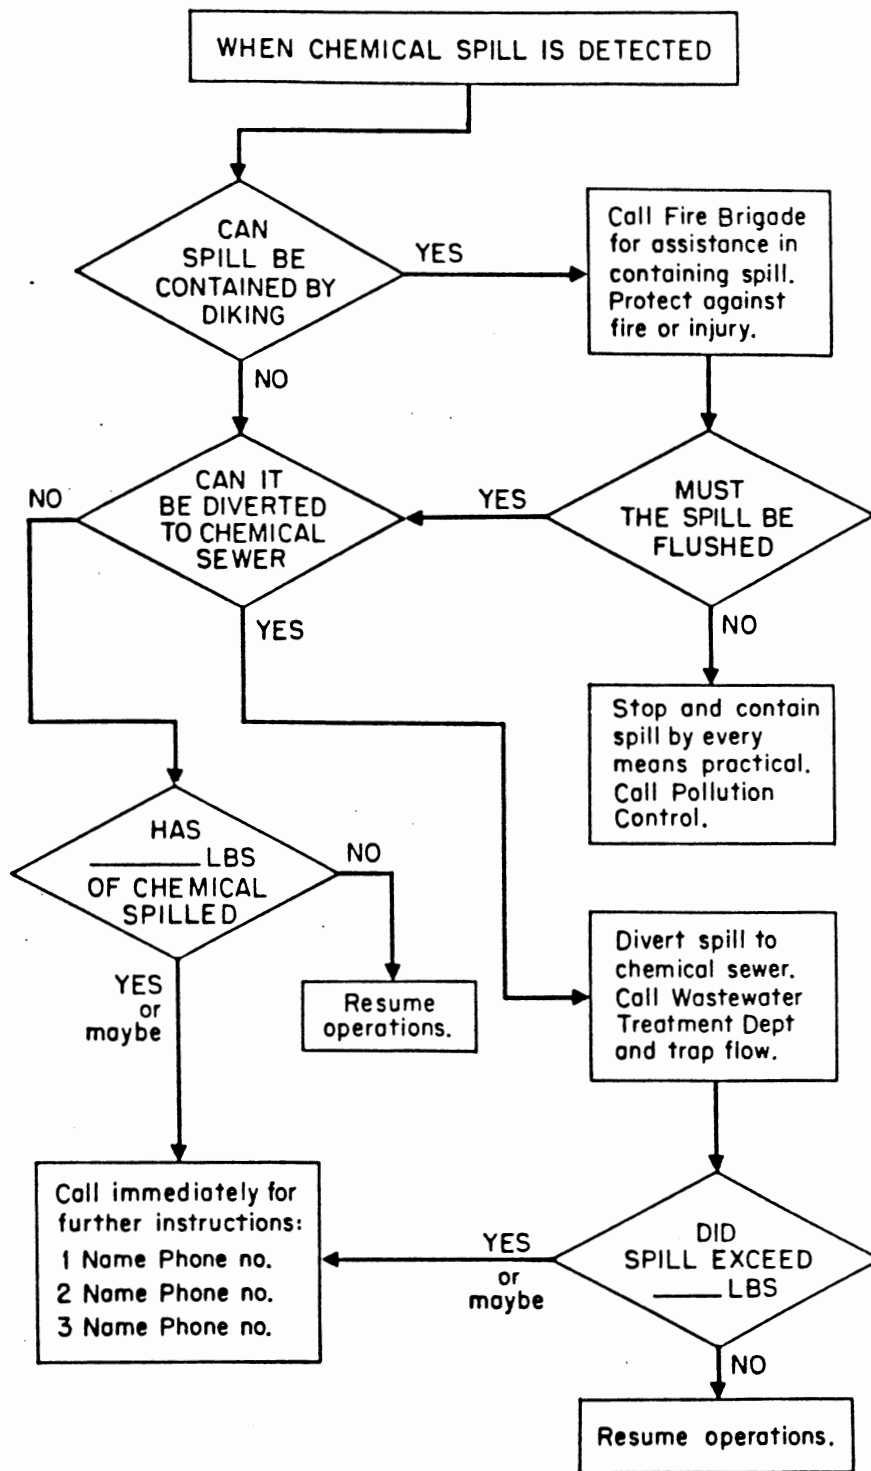 WHEN CHEMICAL SPILL IS DETECTED
CAN
SPILL BE
CONTAINED BY
DIKING
YES
Call Fire Brigade
for assistance in
containing spill.
Protect against
fire or injury.
NO
CAN IT
BE DIVERTED
TO CHEMICAL
SEWER
NO
YES
MUST
THE SPILL BE
FLUSHED
YES
NO
Stop and contain
spill by every
means practical.
Call Pollution
Control.
HAS
______ LBS
OF CHEMICAL
SPILLED
NO
Resume
operations.
YES
or
maybe
Divert spill to
chemical sewer.
Call Wastewater
Treatment Dept
and trap flow.
Call immediately for
further instructions:
1 Name Phone no.
2 Name Phone no.
3 Name Phone no.
YES
or
maybe
DID
SPILL EXCEED
____ LBS
NO
Resume operations.